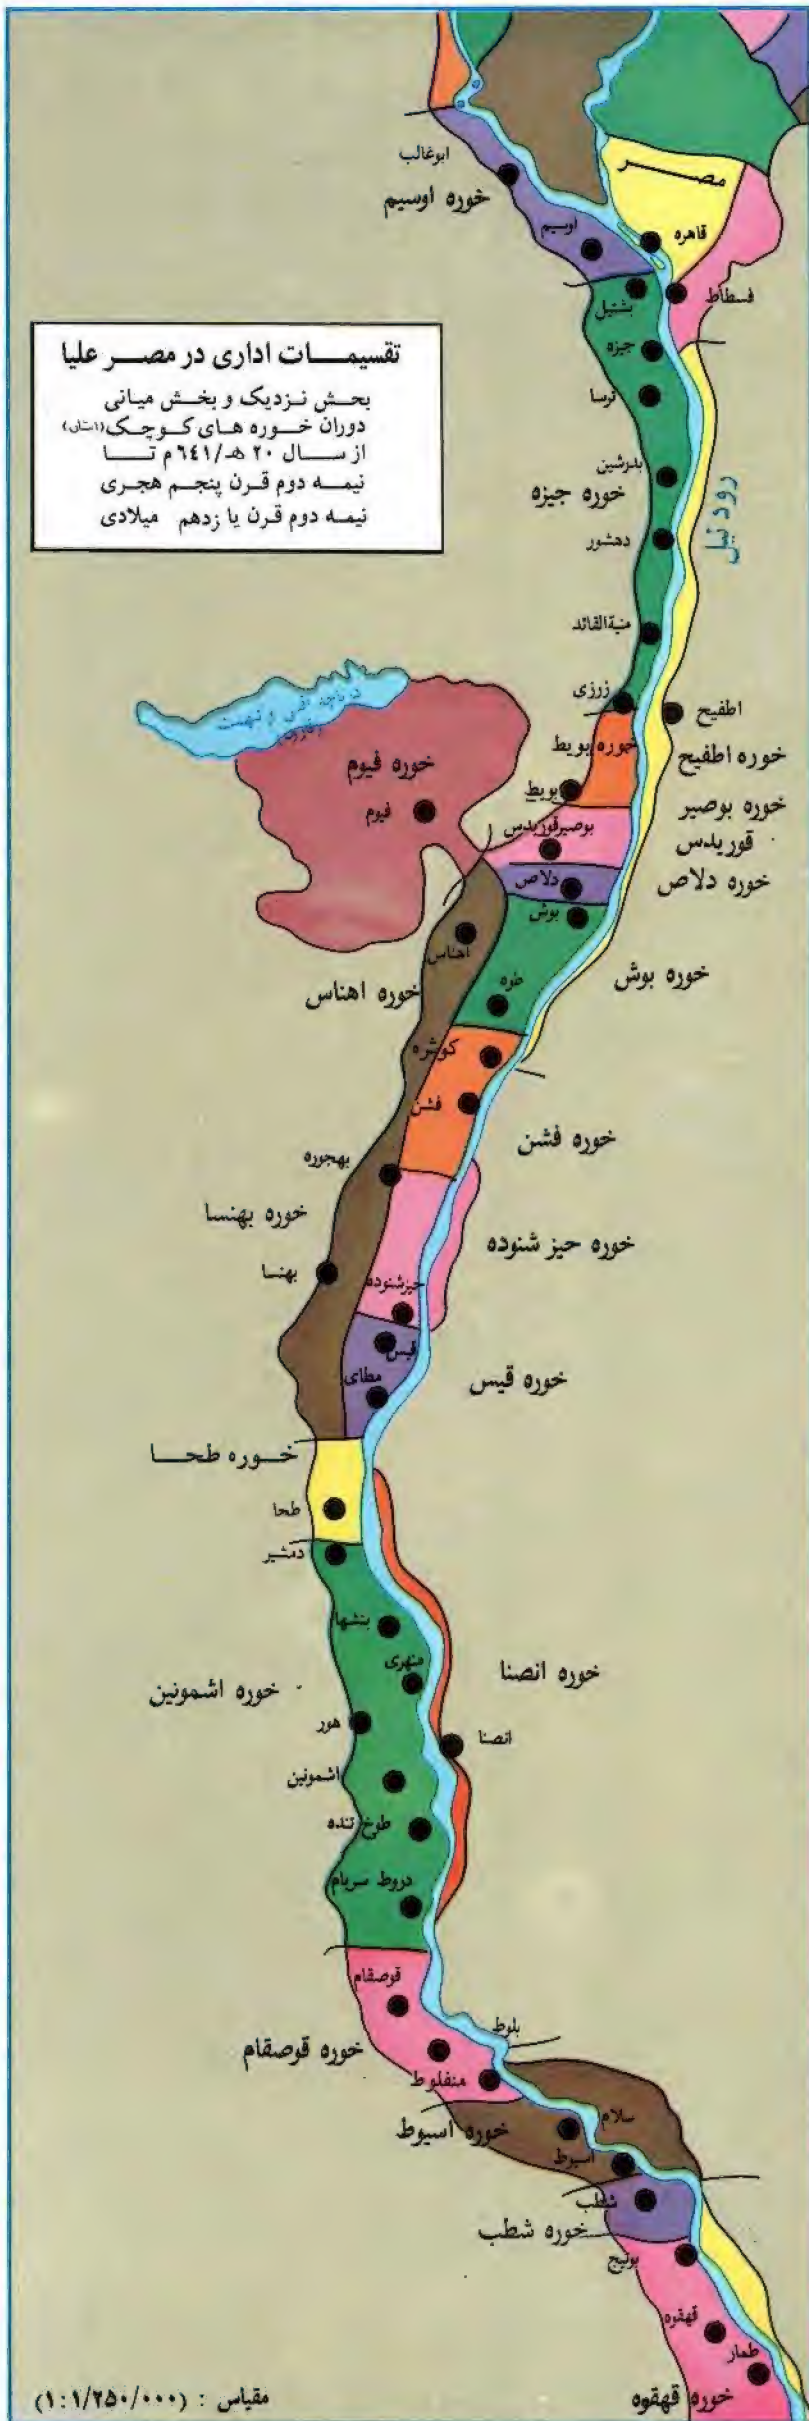 ابوغالب
خوره اوسیم
اوسیم
مصر
قاهره
فسطاط
بشتیل
تقسیمات اداری در مصر علیا
بحش نزدیک و بخش میانی
دوران خوره های کوچک (استان)
از سال ۲۰ هـ/۶۴۱ م تا
نیمه دوم قرن پنجم هجری
نیمه دوم قرن یا زدهم میلادی
جیزه
ترسا
بدرشین
خوره جیزه
دهشور
رود نیل
منیةالقائد
زرزی
اطفیح
خوره اطفیح
خوره بویط
بویط
خوره فیوم
فیوم
خوره بوصیر
قوریدس
بوصیرقوریدس
خوره دلاص
دلاص
بوش
اهناس
خوره اهناس
خوره بوش
کوشره
فشن
خوره فشن
بهجوره
خوره بهنسا
بهنسا
خوره حیز شنوده
حیزشنوده
قیس
مطای
خوره قیس
خوره طحا
طحا
دمشیر
بنشها
منهری
خوره انصنا
خوره اشمونین
هور
انصنا
اشمونین
طوخ تنده
دروط سربام
قوصقام
بلوط
خوره قوصقام
منفلوط
سلام
خوره اسیوط
اسیوط
شطب
خوره شطب
بوتیج
قهقوه
طمار
خوره قهقوه
مقیاس : (۱:۱/۲۵۰/۰۰۰)